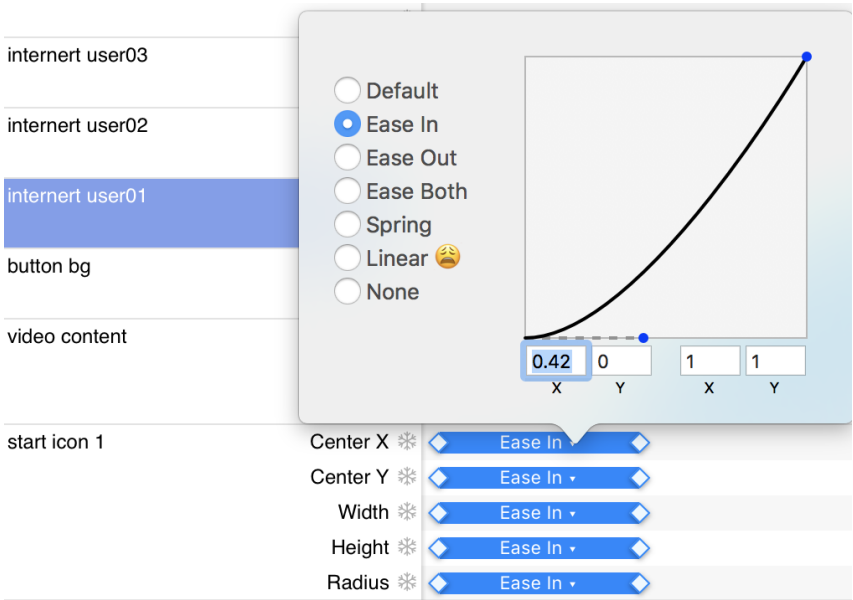 internert user03
internert user02
internert user01
button bg
video content
Default
Ease In
Ease Out
Ease Both
Spring
Linear 😩
None
0.42 0 1 1
X Y X Y
start icon 1 Center X Ease In
Center Y Ease In
Width Ease In
Height Ease In
Radius Ease In